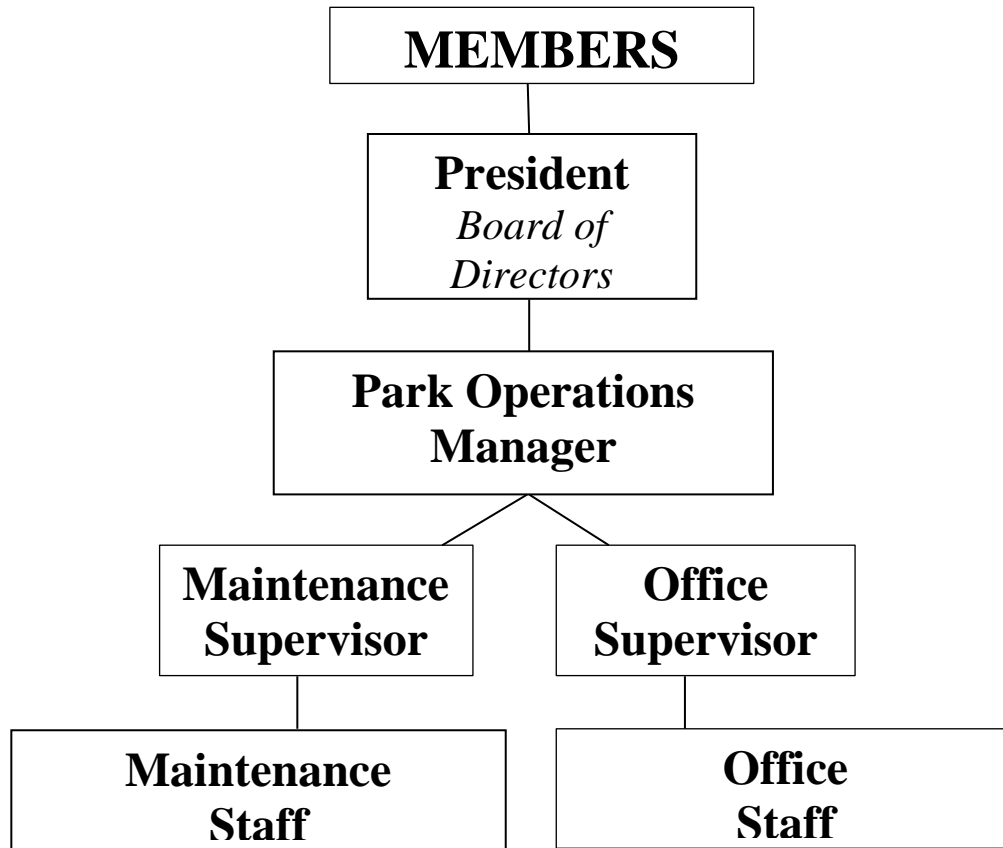 MEMBERS
President
Board of
Directors
Park Operations
Manager
Maintenance
Supervisor
Office
Supervisor
Maintenance
Staff
Office
Staff